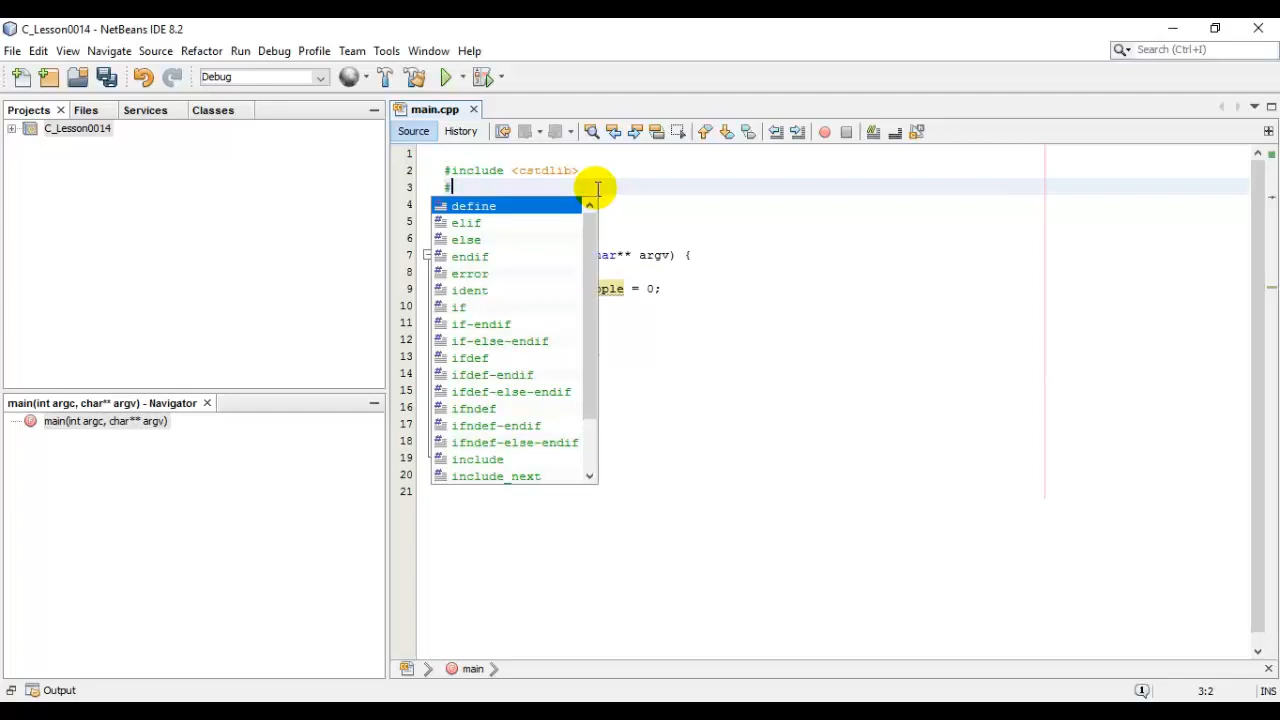 C_Lesson0014 - NetBeans IDE 8.2
File Edit View Navigate Source Refactor Run Debug Profile Team Tools Window Help
Search (Ctrl+I)
Debug
Projects Files Services Classes
C_Lesson0014
main(int argc, char** argv) - Navigator
main(int argc, char** argv)
main.cpp
Source History
1
2 #include <cstdlib>
3 #
4
5
6
7 har** argv) {
8
9 pple = 0;
10
11
12
13
14
15
16
17
18
19
20
21
define
elif
else
endif
error
ident
if
if-endif
if-else-endif
ifdef
ifdef-endif
ifdef-else-endif
ifndef
ifndef-endif
ifndef-else-endif
include
include_next
main
Output
1
3:2 INS